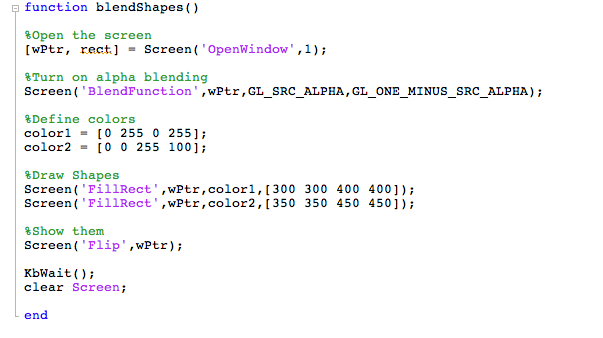 function blendShapes()
%Open the screen
[wPtr, rect] = Screen('OpenWindow',1);
%Turn on alpha blending
Screen('BlendFunction',wPtr,GL_SRC_ALPHA,GL_ONE_MINUS_SRC_ALPHA);
%Define colors
color1 = [0 255 0 255];
color2 = [0 0 255 100];
%Draw Shapes
Screen('FillRect',wPtr,color1,[300 300 400 400]);
Screen('FillRect',wPtr,color2,[350 350 450 450]);
%Show them
Screen('Flip',wPtr);
KbWait();
clear Screen;
end